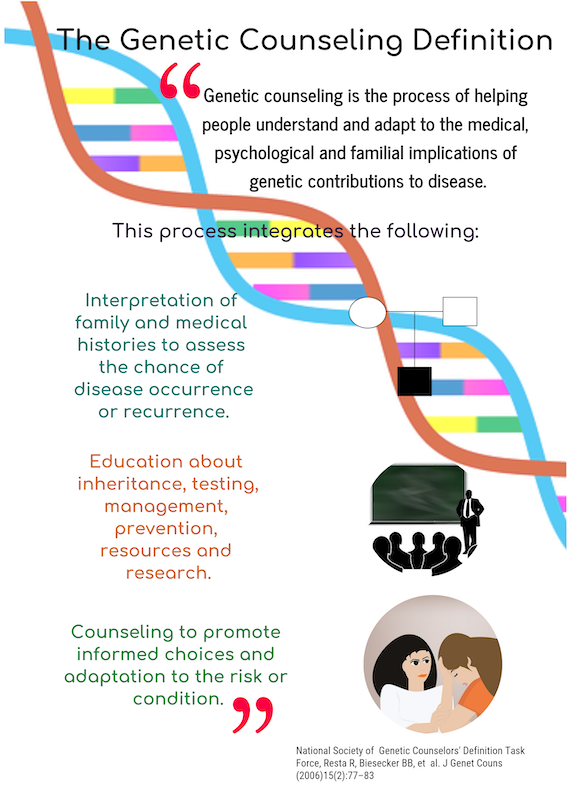 The Genetic Counseling Definition
“ Genetic counseling is the process of helping
people understand and adapt to the medical,
psychological and familial implications of
genetic contributions to disease.
This process integrates the following:
Interpretation of
family and medical
histories to assess
the chance of
disease occurrence
or recurrence.
Education about
inheritance, testing,
management,
prevention,
resources and
research.
Counseling to promote
informed choices and
adaptation to the risk or
condition. ”
National Society of Genetic Counselors' Definition Task
Force, Resta R, Biesecker BB, et al. J Genet Couns
(2006)15(2):77–83